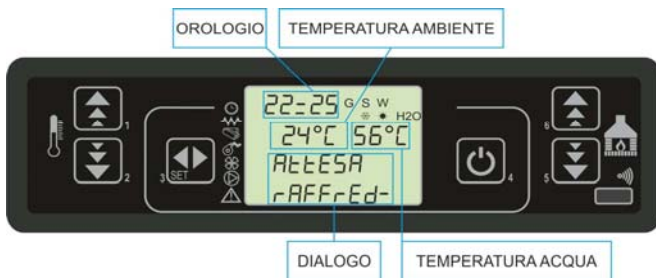 OROLOGIO TEMPERATURA AMBIENTE
22:25 G S W
H2O
24°C 56°C
AttESA
rAFFrEd-
1
2
3 SET
4
6
5
DIALOGO TEMPERATURA ACQUA